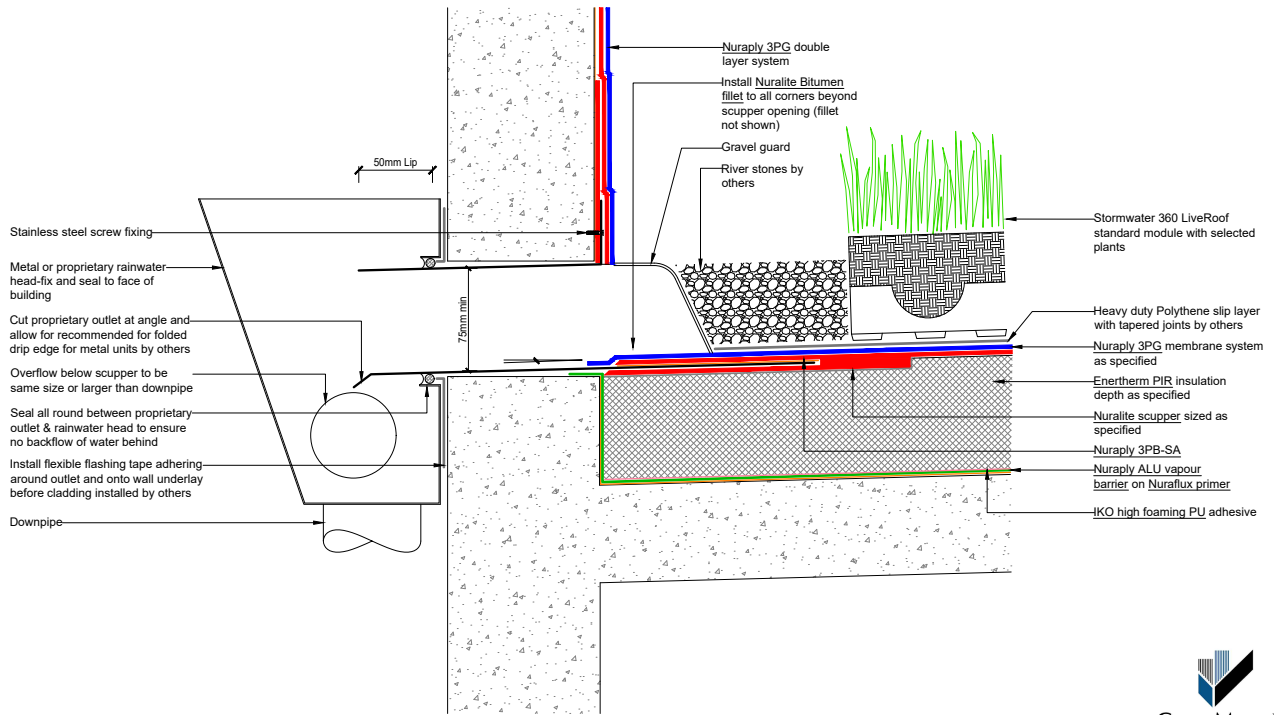 Nuraply 3PG double
layer system
Install Nuralite Bitumen
fillet to all corners beyond
scupper opening (fillet
not shown)
Gravel guard
River stones by
others
50mm Lip
Stainless steel screw fixing
Metal or proprietary rainwater
head-fix and seal to face of
building
Cut proprietary outlet at angle and
allow for recommended for folded
drip edge for metal units by others
Overflow below scupper to be
same size or larger than downpipe
Seal all round between proprietary
outlet & rainwater head to ensure
no backflow of water behind
Install flexible flashing tape adhering
around outlet and onto wall underlay
before cladding installed by others
Downpipe
75mm min
Stormwater 360 LiveRoof
standard module with selected
plants
Heavy duty Polythene slip layer
with tapered joints by others
Nuraply 3PG membrane system
as specified
Enertherm PIR insulation
depth as specified
Nuralite scupper sized as
specified
Nuraply 3PB-SA
Nuraply ALU vapour
barrier on Nuraflux primer
IKO high foaming PU adhesive